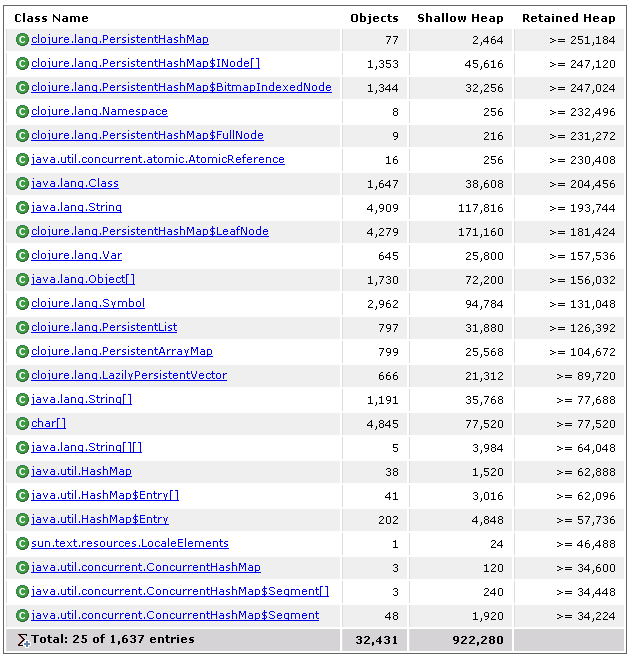 Class Name Objects Shallow Heap Retained Heap
C clojure.lang.PersistentHashMap 77 2,464 >= 251,184
C clojure.lang.PersistentHashMap$INode[] 1,353 45,616 >= 247,120
C clojure.lang.PersistentHashMap$BitmapIndexedNode 1,344 32,256 >= 247,024
C clojure.lang.Namespace 8 256 >= 232,496
C clojure.lang.PersistentHashMap$FullNode 9 216 >= 231,272
C java.util.concurrent.atomic.AtomicReference 16 256 >= 230,408
C java.lang.Class 1,647 38,608 >= 204,456
C java.lang.String 4,909 117,816 >= 193,744
C clojure.lang.PersistentHashMap$LeafNode 4,279 171,160 >= 181,424
C clojure.lang.Var 645 25,800 >= 157,536
C java.lang.Object[] 1,730 72,200 >= 156,032
C clojure.lang.Symbol 2,962 94,784 >= 131,048
C clojure.lang.PersistentList 797 31,880 >= 126,392
C clojure.lang.PersistentArrayMap 799 25,568 >= 104,672
C clojure.lang.LazilyPersistentVector 666 21,312 >= 89,720
C java.lang.String[] 1,191 35,768 >= 77,688
C char[] 4,845 77,520 >= 77,520
C java.lang.String[][] 5 3,984 >= 64,048
C java.util.HashMap 38 1,520 >= 62,888
C java.util.HashMap$Entry[] 41 3,016 >= 62,096
C java.util.HashMap$Entry 202 4,848 >= 57,736
C sun.text.resources.LocaleElements 1 24 >= 46,488
C java.util.concurrent.ConcurrentHashMap 3 120 >= 34,600
C java.util.concurrent.ConcurrentHashMap$Segment[] 3 240 >= 34,448
C java.util.concurrent.ConcurrentHashMap$Segment 48 1,920 >= 34,224
Σ Total: 25 of 1,637 entries 32,431 922,280